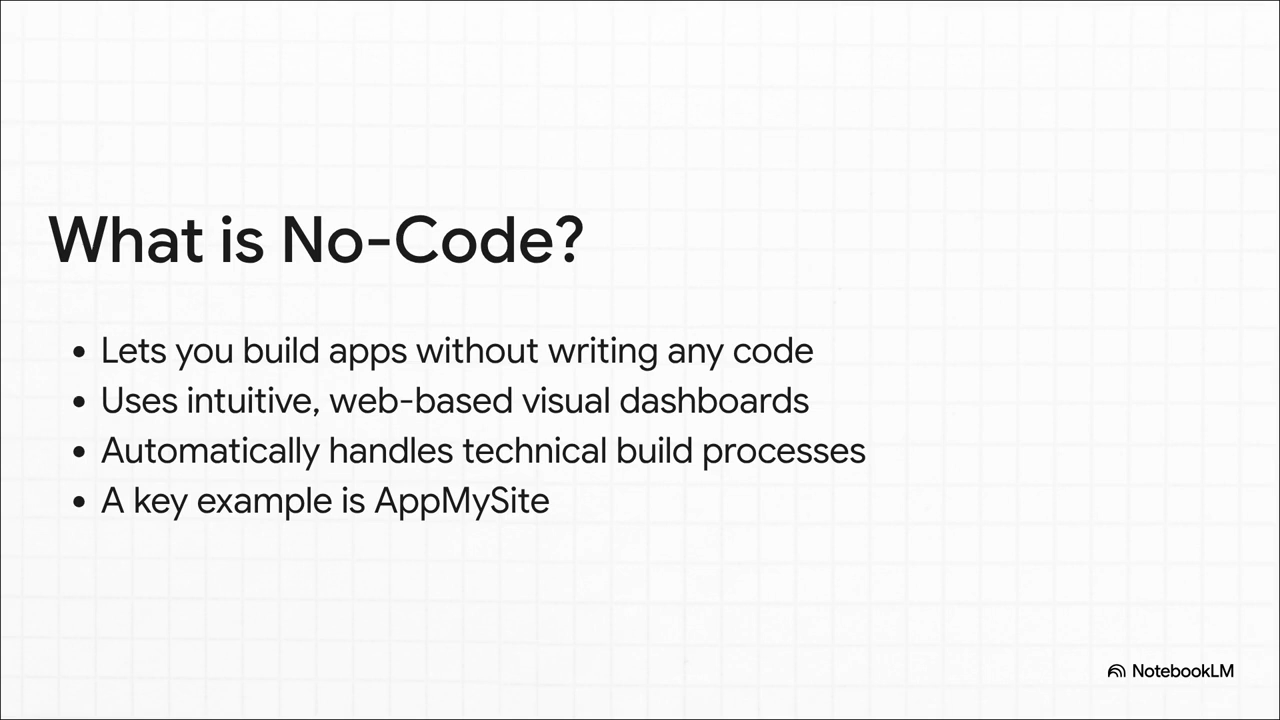 What is No-Code?
• Lets you build apps without writing any code
• Uses intuitive, web-based visual dashboards
• Automatically handles technical build processes
• A key example is AppMySite
NotebookLM